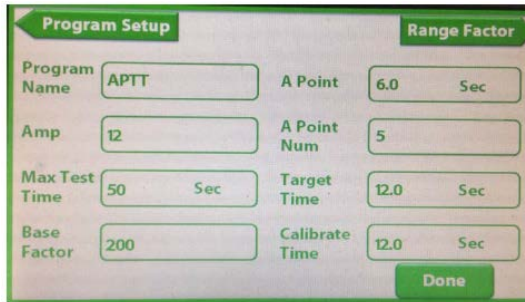 Program Setup
Range Factor
Program Name
APTT
A Point
6.0 Sec
Amp
12
A Point Num
5
Max Test Time
50 Sec
Target Time
12.0 Sec
Base Factor
200
Calibrate Time
12.0 Sec
Done